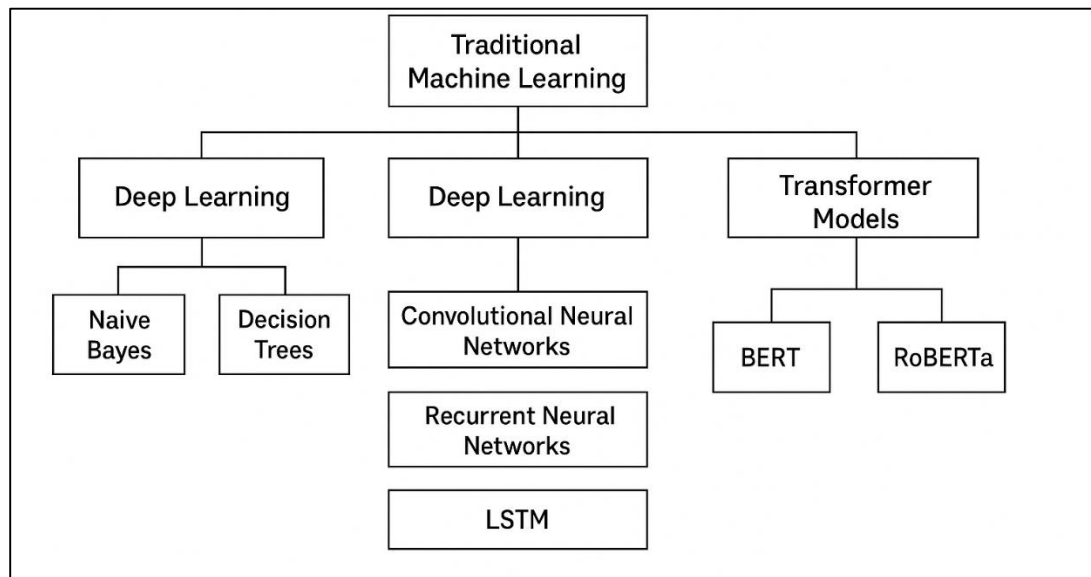 Traditional
Machine Learning
Deep Learning
Deep Learning
Transformer
Models
Naive
Bayes
Decision
Trees
Convolutional Neural
Networks
BERT
RoBERTa
Recurrent Neural
Networks
LSTM